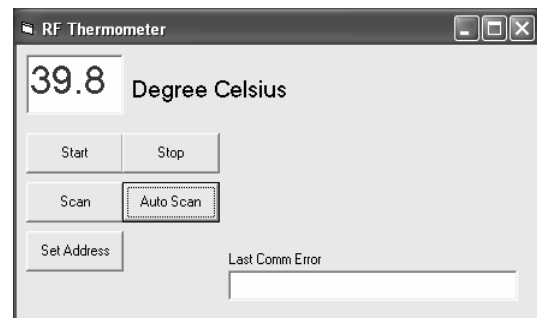 RF Thermometer
39.8 Degree Celsius
Start Stop
Scan Auto Scan
Set Address
Last Comm Error